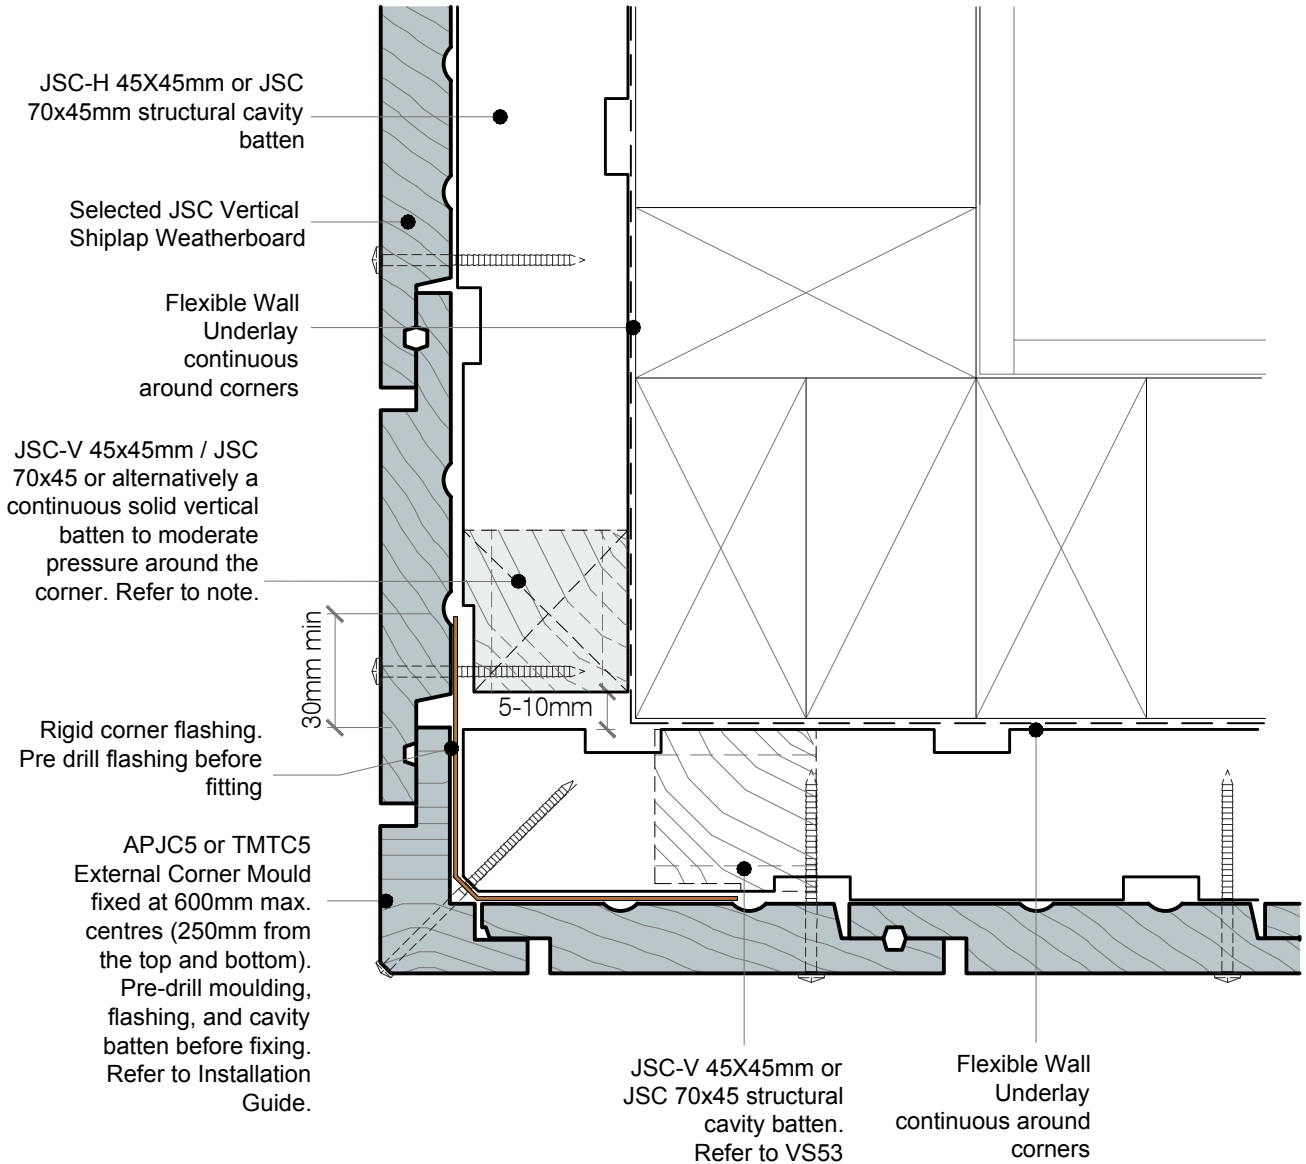 JSC-H 45X45mm or JSC
70x45mm structural cavity
batten
Selected JSC Vertical
Shiplap Weatherboard
Flexible Wall
Underlay
continuous
around corners
JSC-V 45x45mm / JSC
70x45 or alternatively a
continuous solid vertical
batten to moderate
pressure around the
corner. Refer to note.
30mm min
5-10mm
Rigid corner flashing.
Pre drill flashing before
fitting
APJC5 or TMTC5
External Corner Mould
fixed at 600mm max.
centres (250mm from
the top and bottom).
Pre-drill moulding,
flashing, and cavity
batten before fixing.
Refer to Installation
Guide.
JSC-V 45X45mm or
JSC 70x45 structural
cavity batten.
Refer to VS53
Flexible Wall
Underlay
continuous around
corners